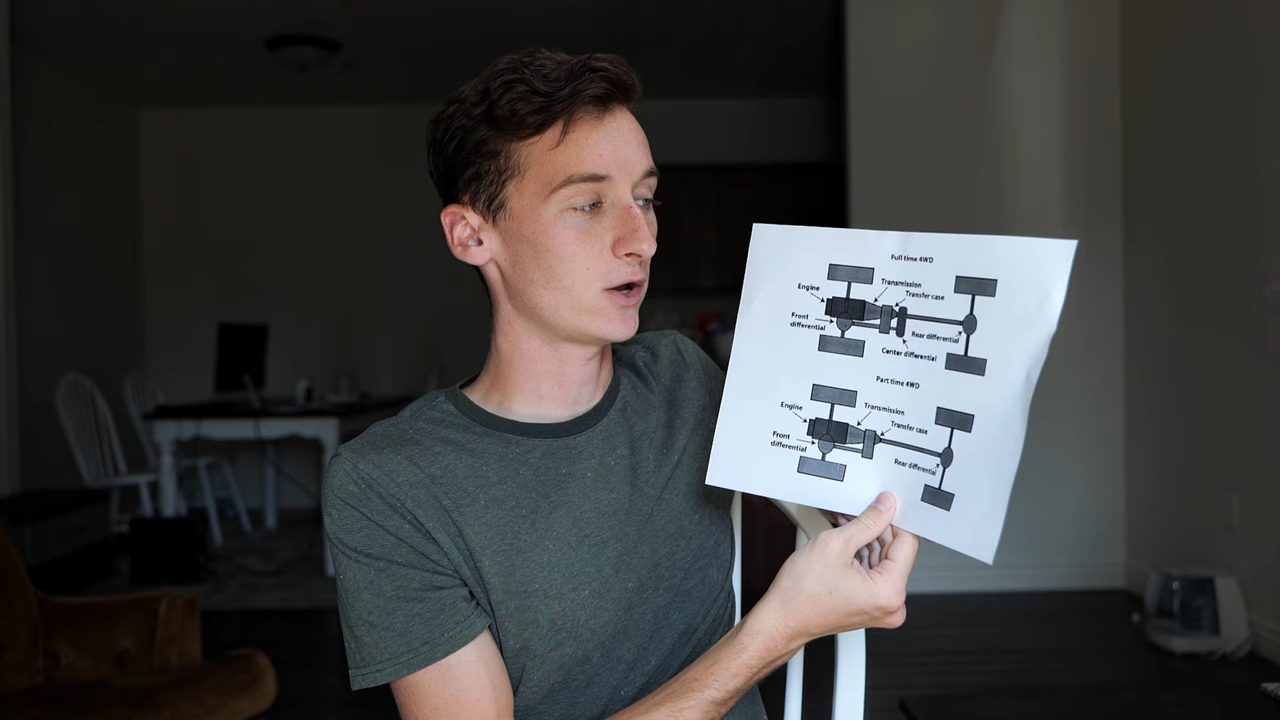 Full time 4WD
Engine
Transmission
Transfer case
Front
differential
Rear differential
Center differential
Part time 4WD
Engine
Transmission
Transfer case
Front
differential
Rear differential